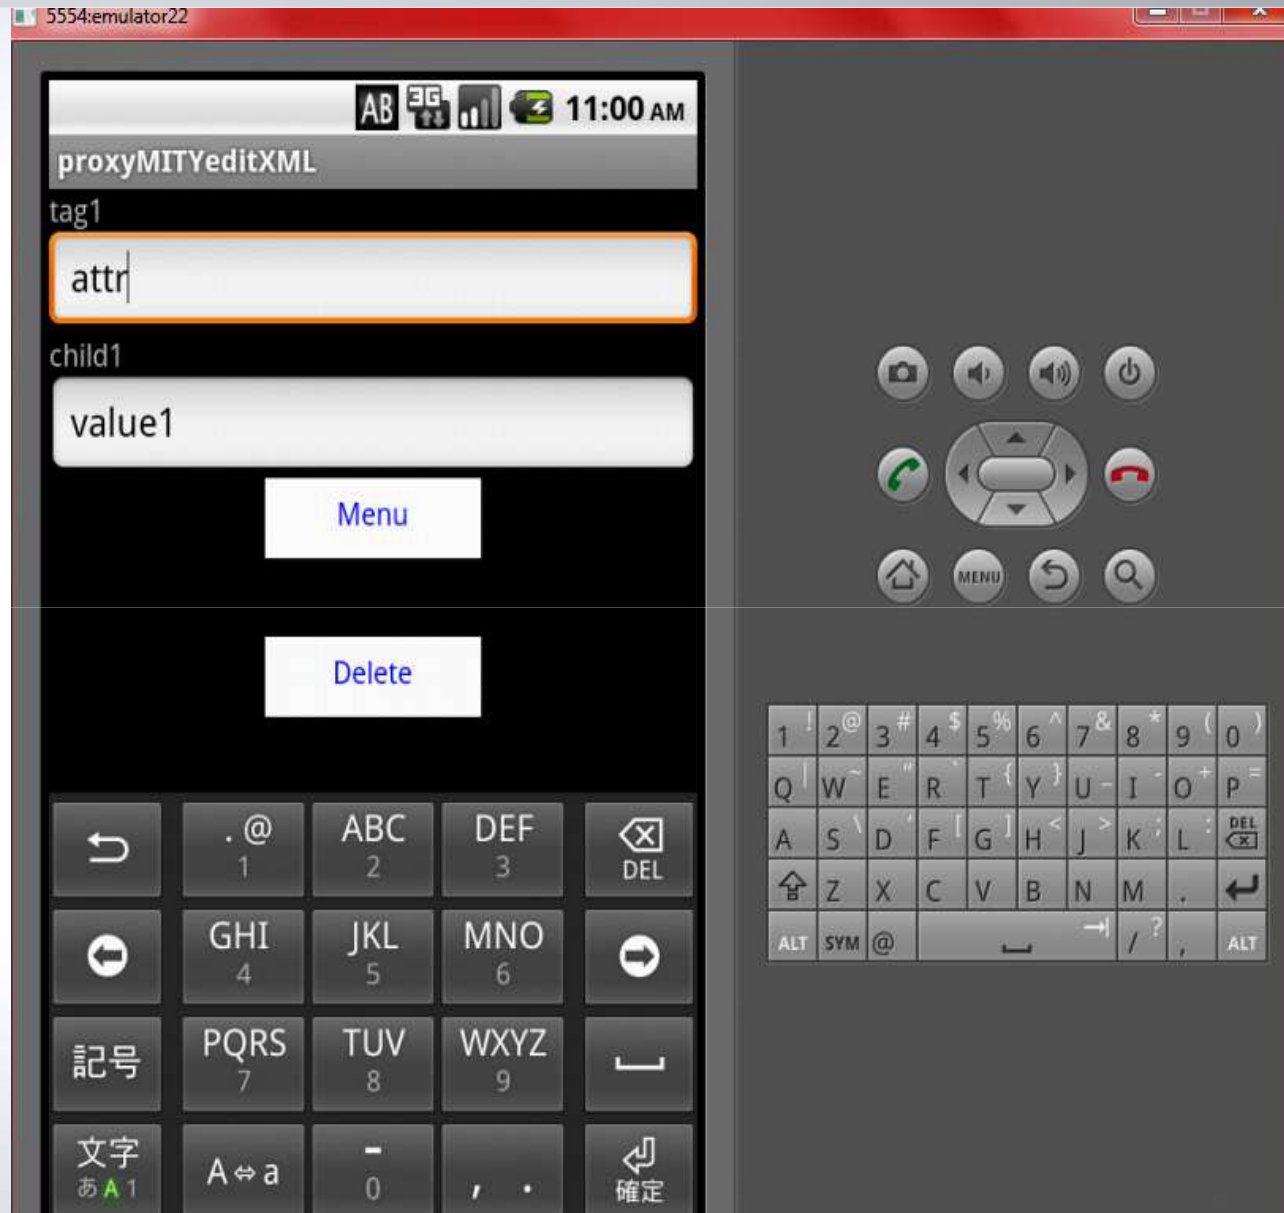 5554:emulator22
AB 3G 11:00 AM
proxyMITYeditXML
tag1
attr
child1
value1
Menu
Delete
. @ ABC DEF
1 2 3 DEL
GHI JKL MNO
4 5 6
記号 PQRS TUV WXYZ
7 8 9
文字 A⇔a - , .
あA1 0 確定
MENU
1 ! 2 @ 3 # 4 $ 5 % 6 ^ 7 & 8 * 9 ( 0 )
Q | W ~ E " R ` T { Y } U _ I - O + P =
A S \ D ' F [ G ] H < J > K ; L : DEL
Z X C V B N M .
ALT SYM @ / ? , ALT